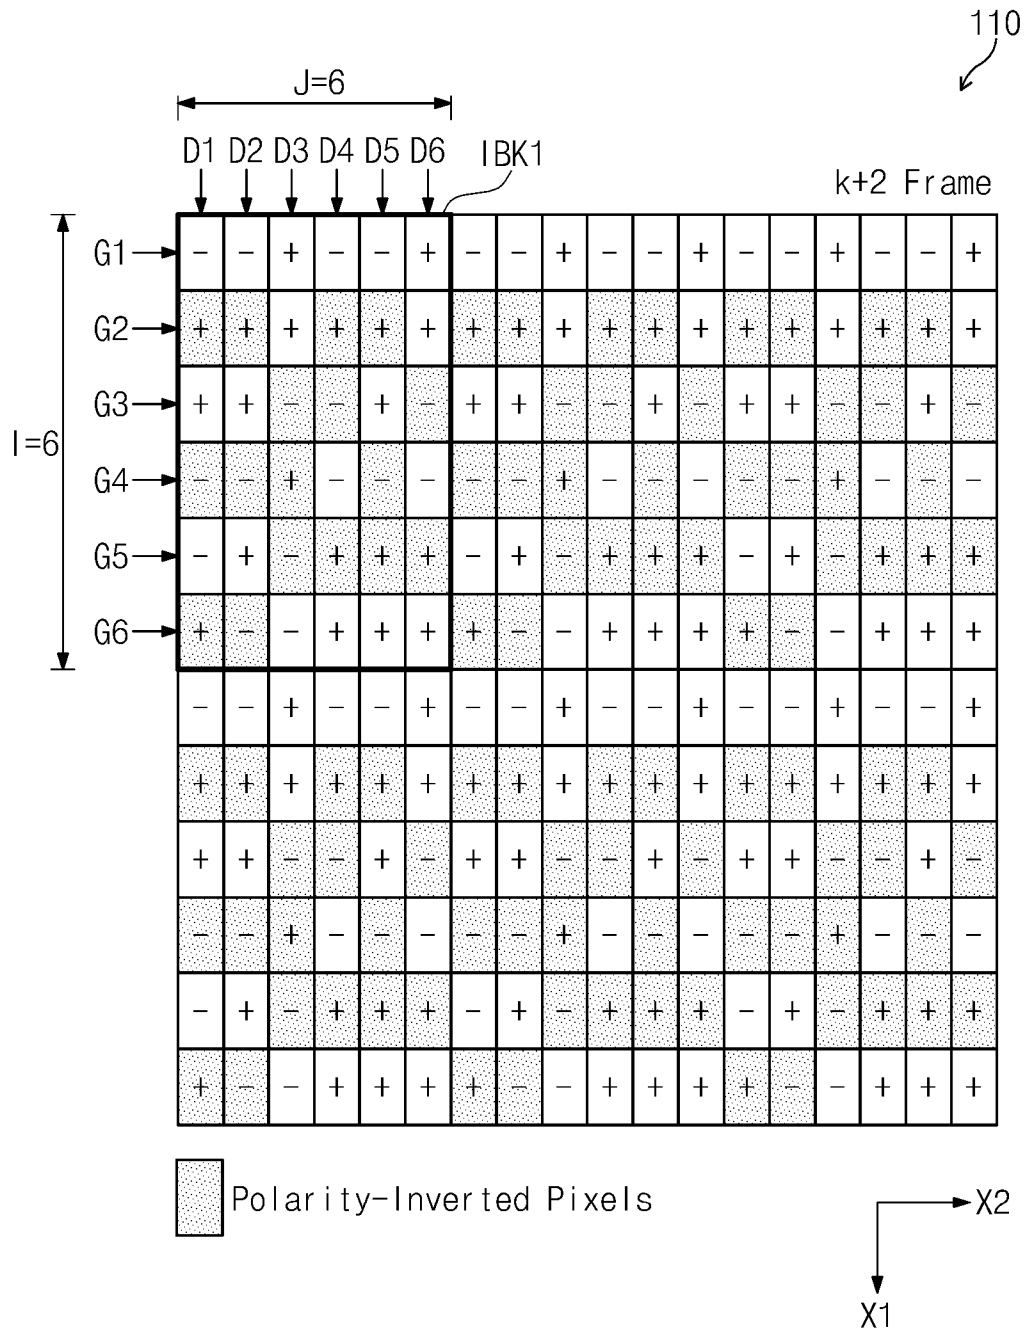 110
J=6
D1 D2 D3 D4 D5 D6 IBK1
k+2 Frame
G1 - - + - - + - - + - - + - - + - - +
G2 + + + + + + + + + + + + + + + + + +
G3 + + - - + - + + - - + - + + - - + -
I=6
G4 - - + - - - - - + - - - - - + - - -
G5 - + - + + + - + - + + + - + - + + +
G6 + - - + + + + - - + + + + - - + + +
- - + - - + - - + - - + - - + - - +
+ + + + + + + + + + + + + + + + + +
+ + - - + - + + - - + - + + - - + -
- - + - - - - - + - - - - - + - - -
- + - + + + - + - + + + - + - + + +
+ - - + + + + - - + + + + - - + + +
Polarity-Inverted Pixels
X2
X1